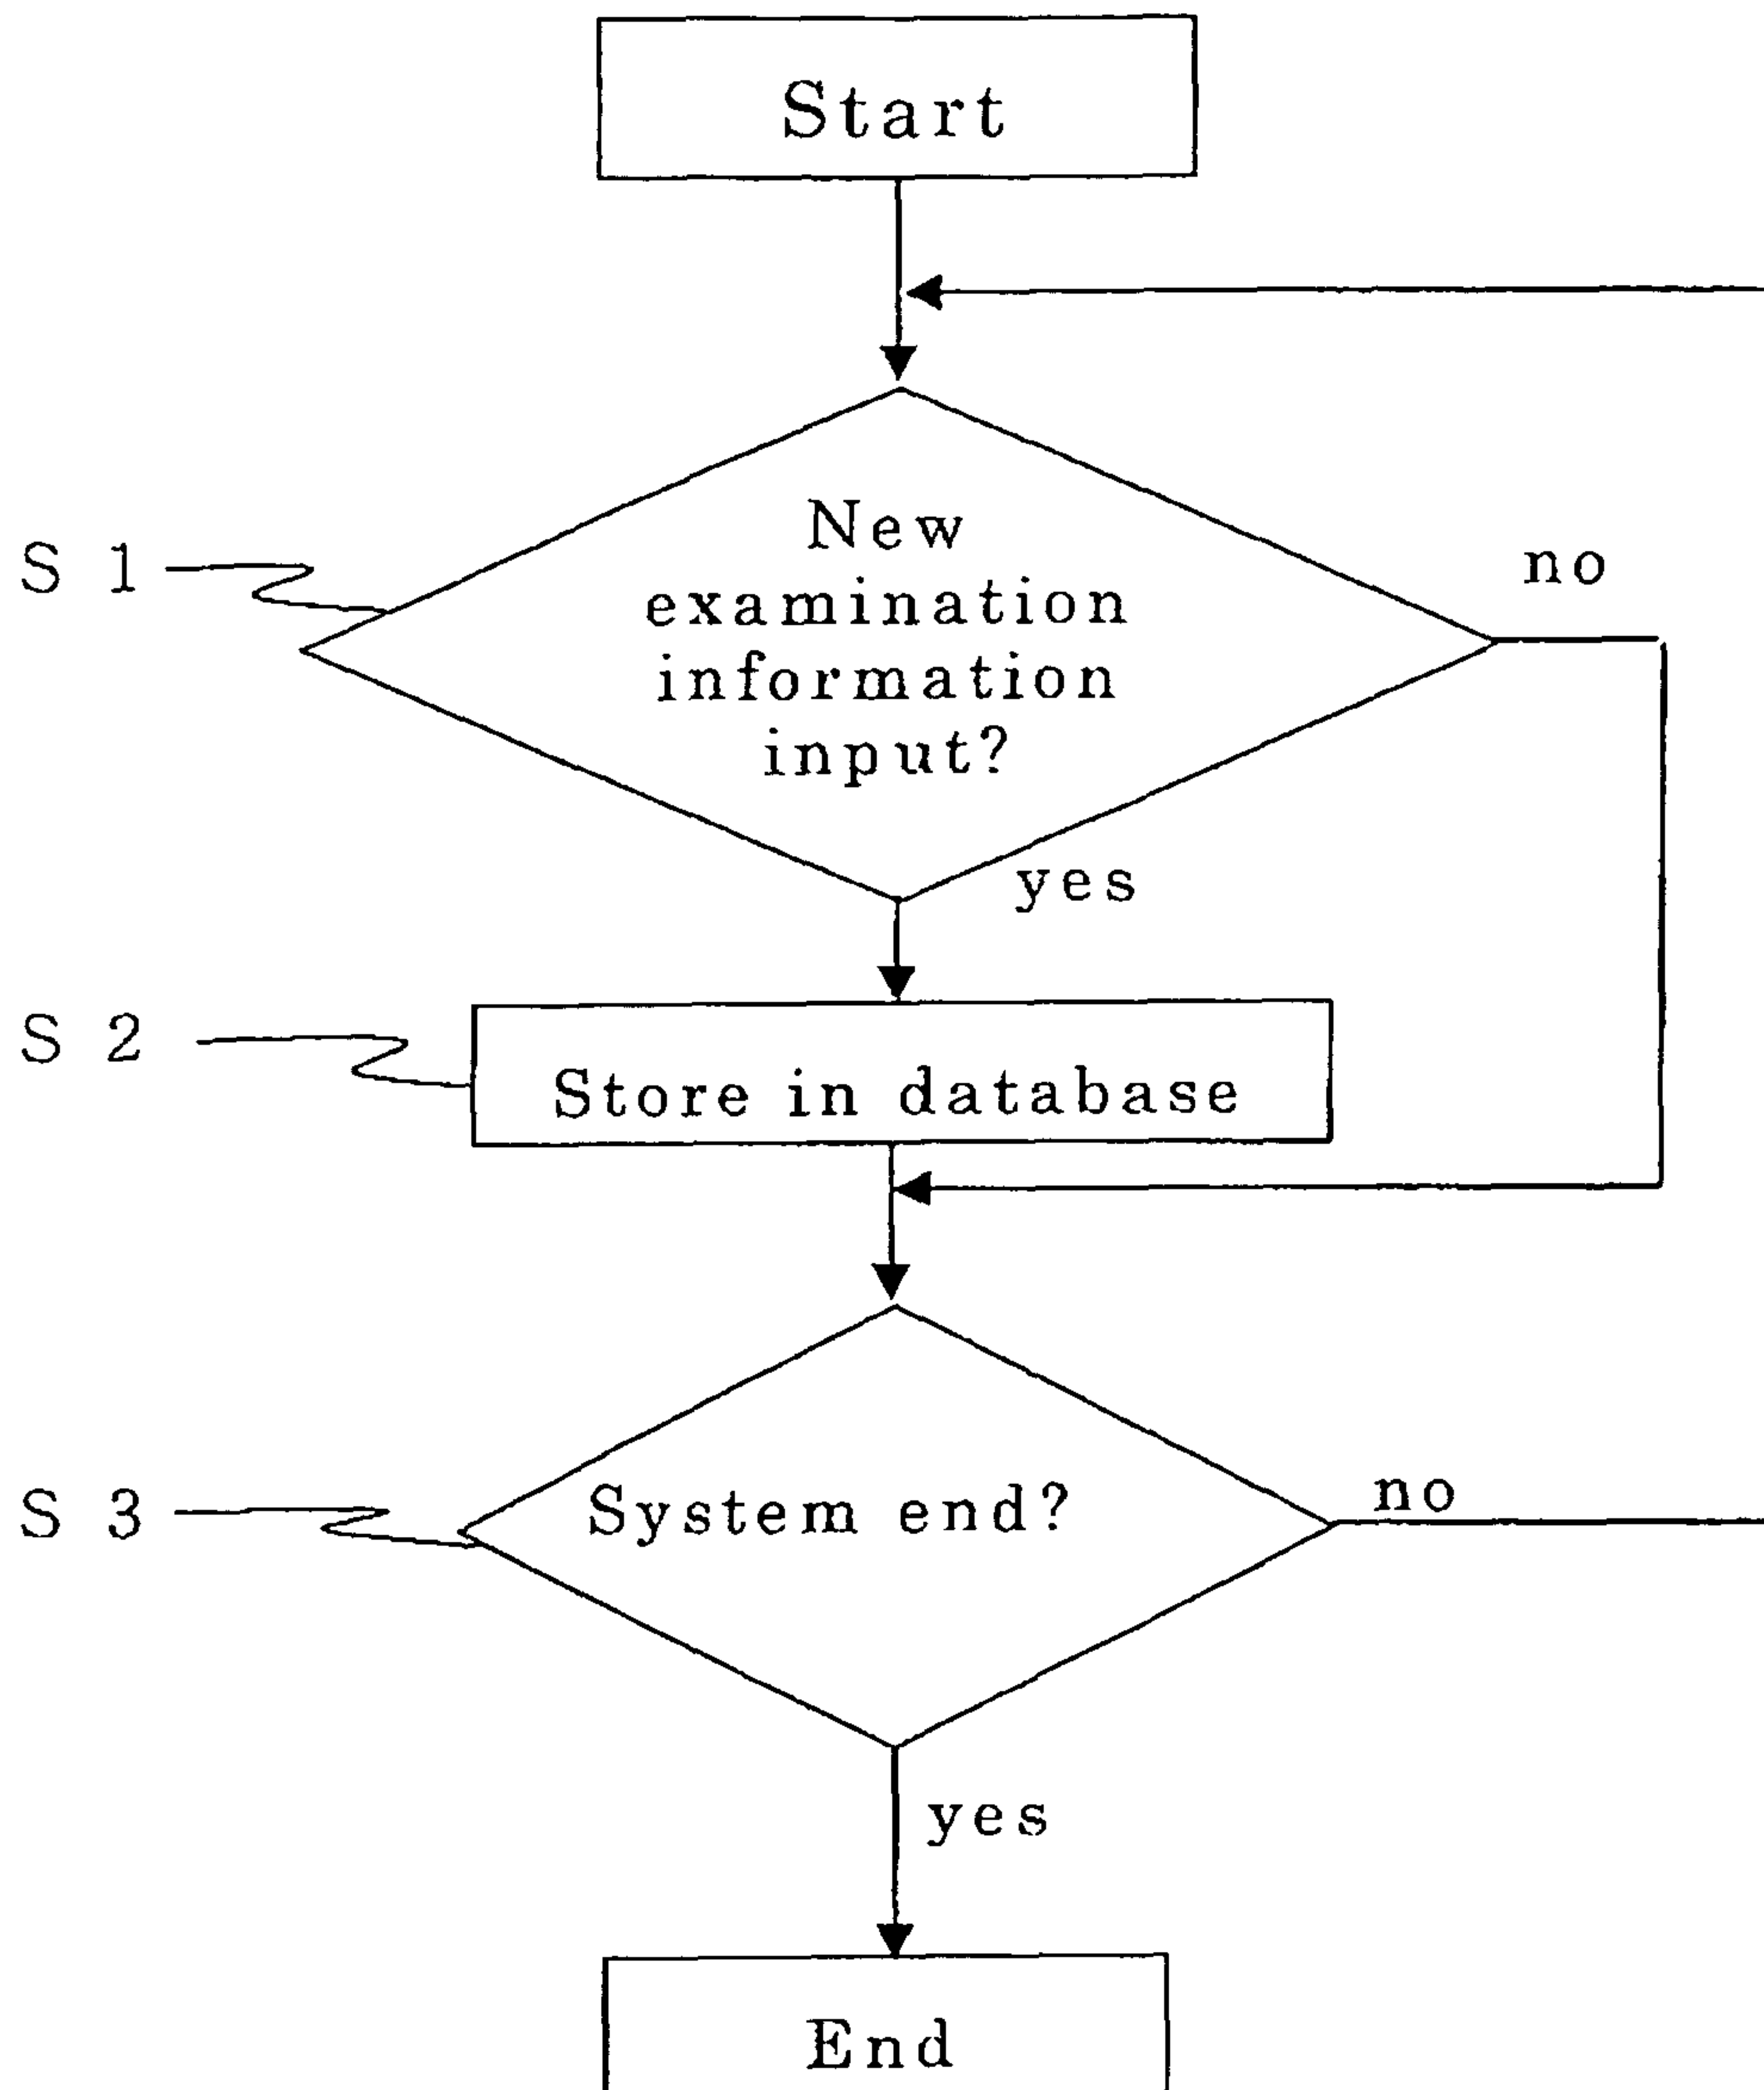 Start
S 1
New
examination
information
input?
no
yes
S 2
Store in database
S 3
System end?
no
yes
End